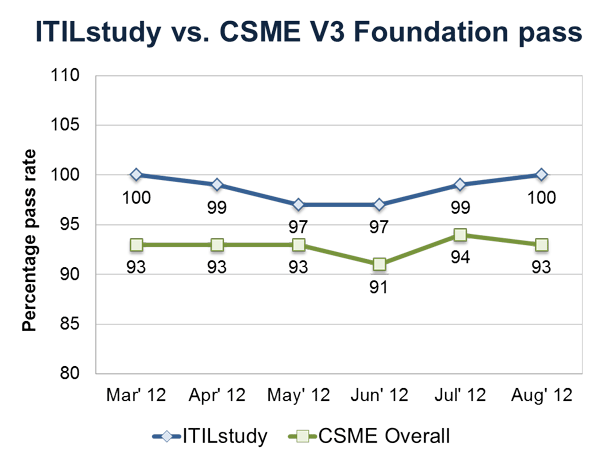 ITILstudy vs. CSME V3 Foundation pass
Percentage pass rate
110
105
100
95
90
85
80
100
99
97
97
99
100
93
93
93
91
94
93
Mar' 12
Apr' 12
May' 12
Jun' 12
Jul' 12
Aug' 12
ITILstudy
CSME Overall